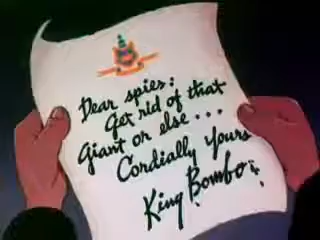 Dear spies:
Get rid of that
Giant or else...
Cordially yours
King Bombo